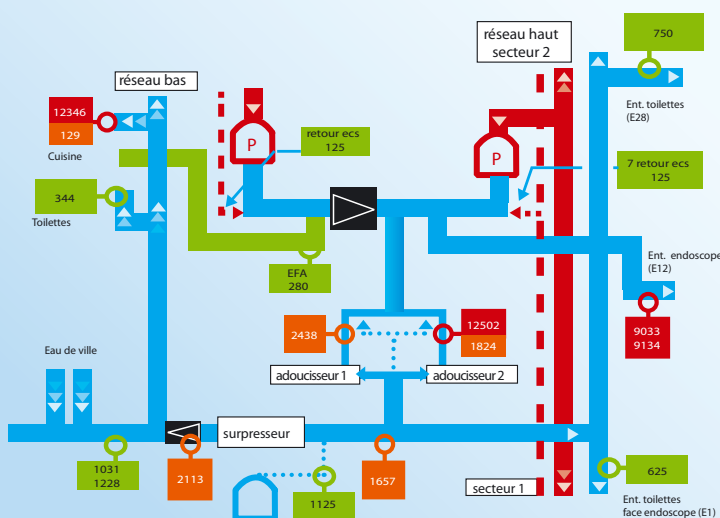 750
réseau haut
secteur 2
réseau bas
12346
129
Cuisine
Ent. toilettes
(E28)
retour ecs
125
P
P
7 retour ecs
125
344
Toilettes
Ent. endoscope
(E12)
EFA
280
2438
12502
1824
9033
9134
Eau de ville
adoucisseur 1
adoucisseur 2
surpresseur
1031
1228
2113
1125
1657
secteur 1
625
Ent. toilettes
face endoscope (E1)